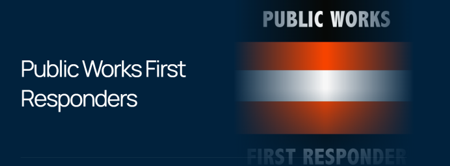 PUBLIC WORKS
Public Works First
Responders
FIRST RESPONDER